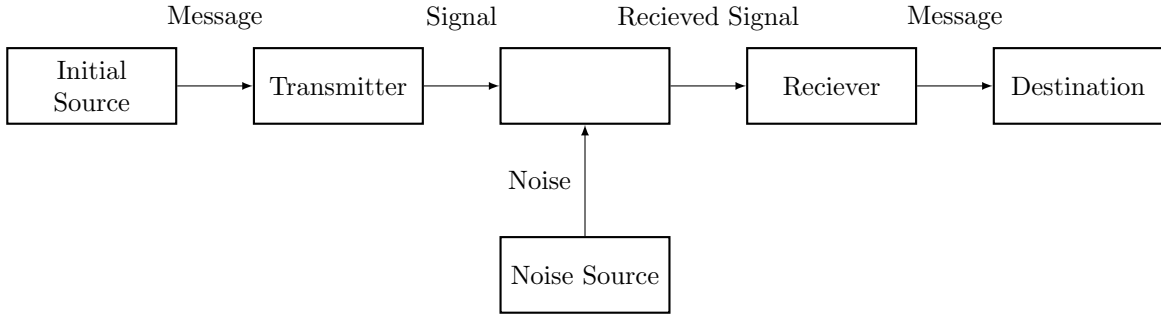 Message
Signal
Recieved Signal
Message
Initial
Source
Transmitter
Reciever
Destination
Noise
Noise Source